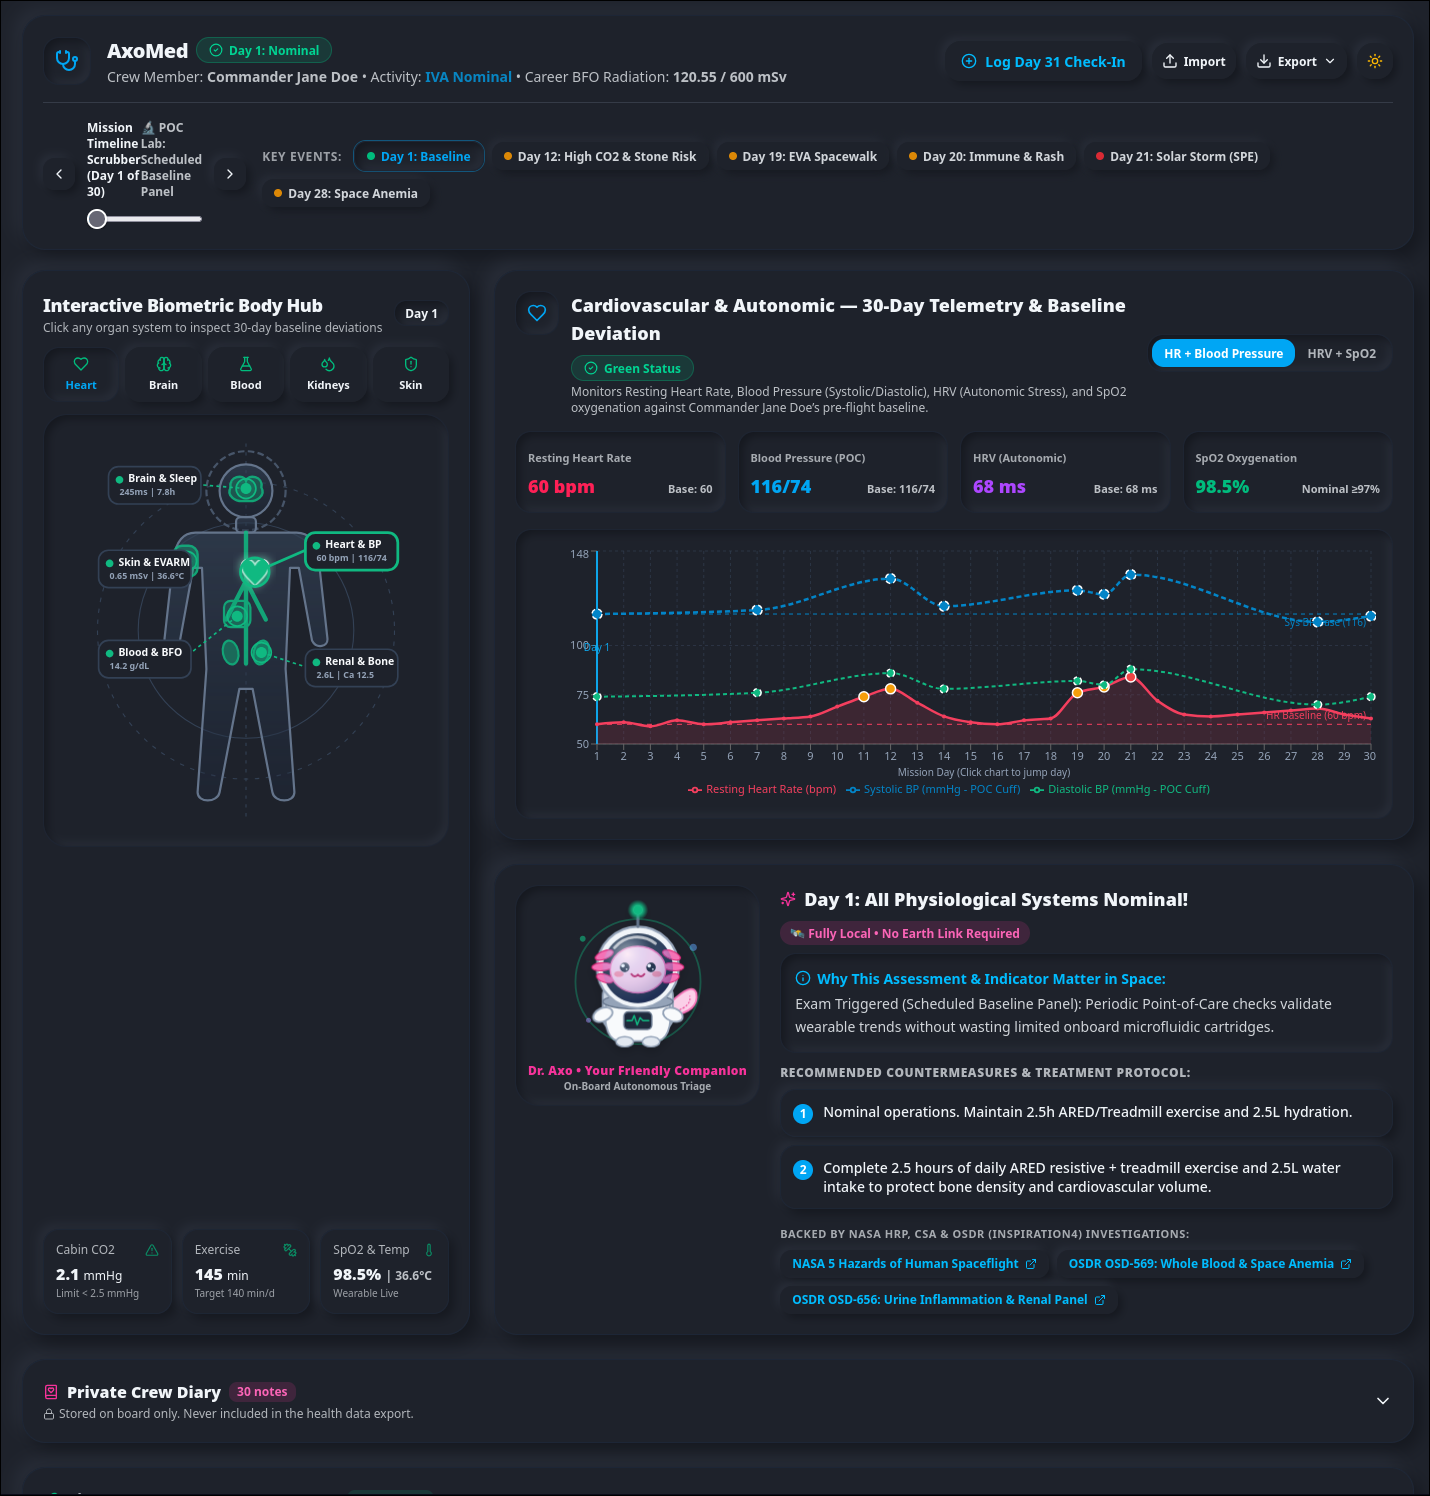 AxoMed
Day 1: Nominal
Crew Member: Commander Jane Doe • Activity: IVA Nominal • Career BFO Radiation: 120.55 / 600 mSv
Log Day 31 Check-In
Import
Export
Mission Timeline Scrubber (Day 1 of 30)
🔬 POC Lab: Scheduled Baseline Panel
KEY EVENTS:
Day 1: Baseline
Day 12: High CO2 & Stone Risk
Day 19: EVA Spacewalk
Day 20: Immune & Rash
Day 21: Solar Storm (SPE)
Day 28: Space Anemia
Interactive Biometric Body Hub
Click any organ system to inspect 30-day baseline deviations
Day 1
Heart
Brain
Blood
Kidneys
Skin
Brain & Sleep
245ms | 7.8h
Heart & BP
60 bpm | 116/74
Skin & EVARM
0.65 mSv | 36.6°C
Blood & BFO
14.2 g/dL
Renal & Bone
2.6L | Ca 12.5
Cabin CO2
2.1 mmHg
Limit < 2.5 mmHg
Exercise
145 min
Target 140 min/d
SpO2 & Temp
98.5% | 36.6°C
Wearable Live
Cardiovascular & Autonomic — 30-Day Telemetry & Baseline
Deviation
Green Status
Monitors Resting Heart Rate, Blood Pressure (Systolic/Diastolic), HRV (Autonomic Stress), and SpO2
oxygenation against Commander Jane Doe's pre-flight baseline.
HR + Blood Pressure
HRV + SpO2
Resting Heart Rate
60 bpm
Base: 60
Blood Pressure (POC)
116/74
Base: 116/74
HRV (Autonomic)
68 ms
Base: 68 ms
SpO2 Oxygenation
98.5%
Nominal ≥97%
148
100
75
50
Day 1
Sys BP Base (116)
HR Baseline (60 bpm)
1 2 3 4 5 6 7 8 9 10 11 12 13 14 15 16 17 18 19 20 21 22 23 24 25 26 27 28 29 30
Mission Day (Click chart to jump day)
Resting Heart Rate (bpm)
Systolic BP (mmHg - POC Cuff)
Diastolic BP (mmHg - POC Cuff)
Dr. Axo • Your Friendly Companion
On-Board Autonomous Triage
Day 1: All Physiological Systems Nominal!
🛰️ Fully Local • No Earth Link Required
Why This Assessment & Indicator Matter in Space:
Exam Triggered (Scheduled Baseline Panel): Periodic Point-of-Care checks validate
wearable trends without wasting limited onboard microfluidic cartridges.
RECOMMENDED COUNTERMEASURES & TREATMENT PROTOCOL:
1 Nominal operations. Maintain 2.5h ARED/Treadmill exercise and 2.5L hydration.
2 Complete 2.5 hours of daily ARED resistive + treadmill exercise and 2.5L water
intake to protect bone density and cardiovascular volume.
BACKED BY NASA HRP, CSA & OSDR (INSPIRATION4) INVESTIGATIONS:
NASA 5 Hazards of Human Spaceflight
OSDR OSD-569: Whole Blood & Space Anemia
OSDR OSD-656: Urine Inflammation & Renal Panel
Private Crew Diary
30 notes
Stored on board only. Never included in the health data export.